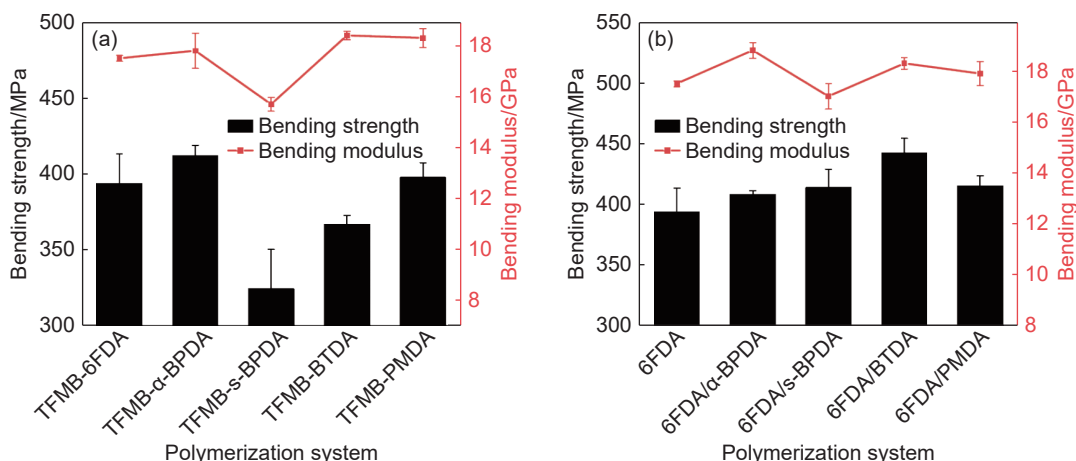 (a)
500
450
400
350
300
Bending strength/MPa
18
16
14
12
10
8
Bending modulus/GPa
Bending strength
Bending modulus
TFMB-6FDA
TFMB-α-BPDA
TFMB-s-BPDA
TFMB-BTDA
TFMB-PMDA
Polymerization system
(b)
550
500
450
400
450
300
Bending strength/MPa
18
16
14
12
10
8
Bending modulus/GPa
Bending strength
Bending modulus
6FDA
6FDA/α-BPDA
6FDA/s-BPDA
6FDA/BTDA
6FDA/PMDA
Polymerization system